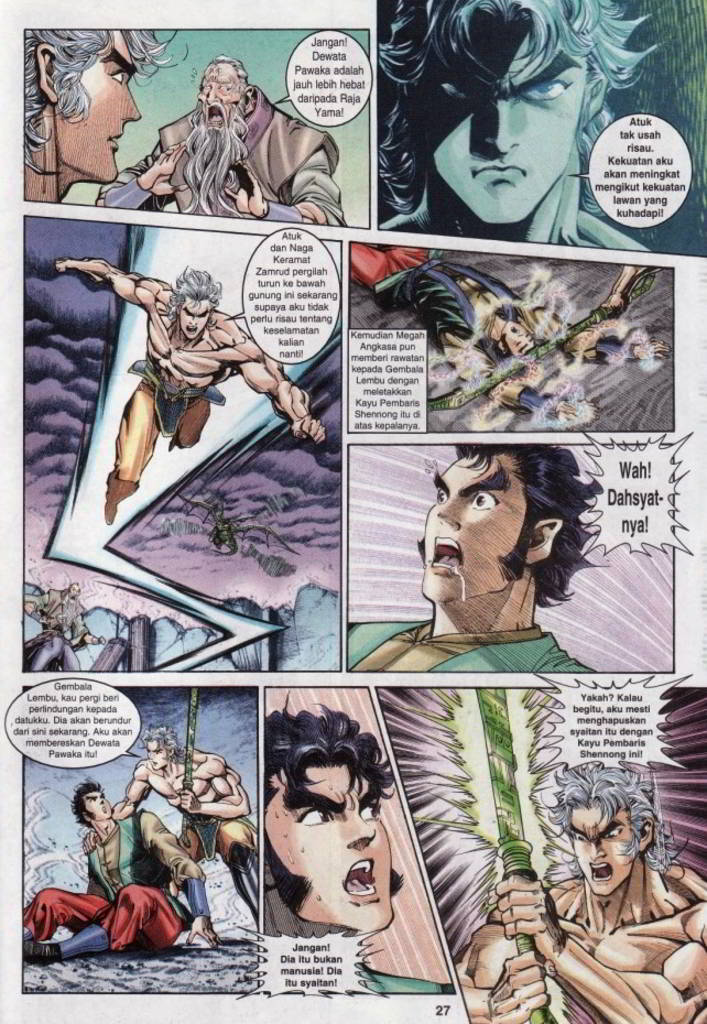 Jangan!
Dewata
Pawaka adalah
jauh lebih hebat
daripada Raja
Yama!
Atuk
tak usah
risau.
Kekuatan aku
akan meningkat
mengikut kekuatan
lawan yang
kuhadapi!
Atuk
dan Naga
Keramat
Zamrud pergilah
turun ke bawah
gunung ini sekarang
supaya aku tidak
perlu risau tentang
keselamatan
kalian
nanti!
Kemudian Megah
Angkasa pun
memberi rawatan
kepada Gembala
Lembu dengan
meletakkan
Kayu Pembaris
Shennong itu di
atas kepalanya.
Wah!
Dahsyat-
nya!
Gembala
Lembu, kau pergi beri
perlindungan kepada
datukku. Dia akan berundur
dari sini sekarang. Aku akan
membereskan Dewata
Pawaka itu!
Jangan!
Dia itu bukan
manusia! Dia
itu syaitan!
Yakah? Kalau
begitu, aku mesti
menghapuskan
syaitan itu dengan
Kayu Pembaris
Shennong ini!
27